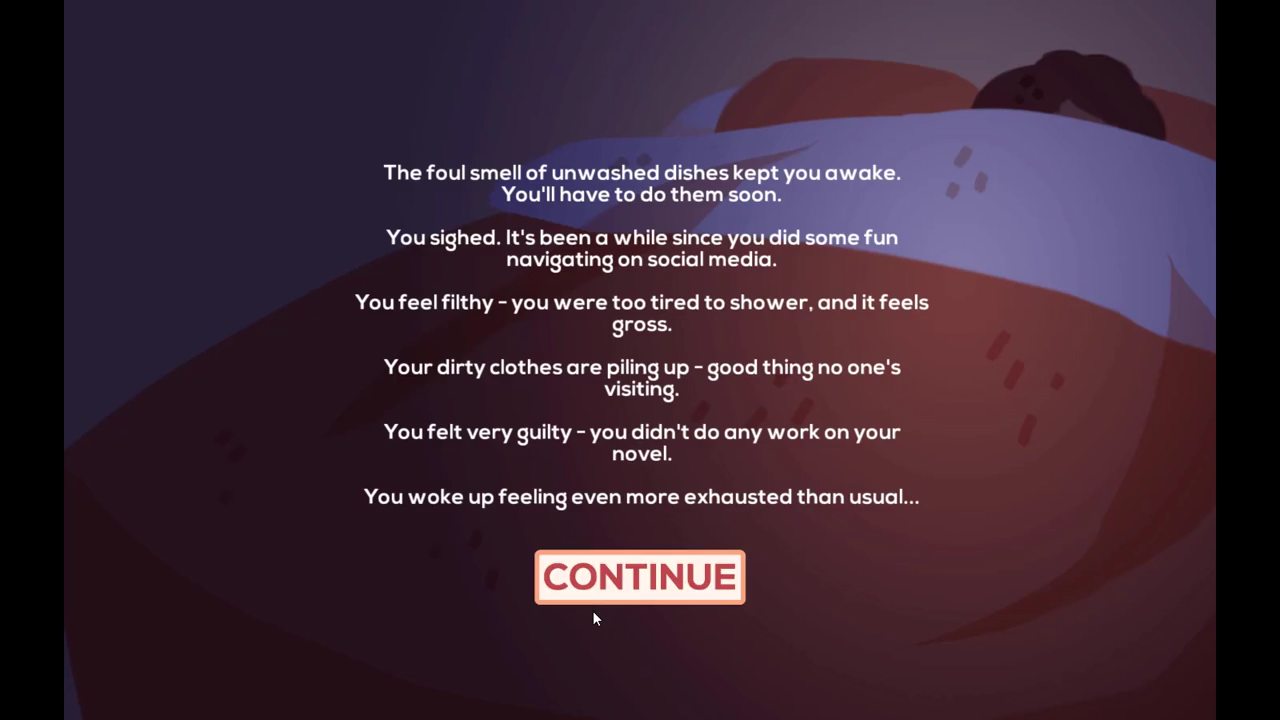 The foul smell of unwashed dishes kept you awake.
You'll have to do them soon.
You sighed. It's been a while since you did some fun
navigating on social media.
You feel filthy - you were too tired to shower, and it feels
gross.
Your dirty clothes are piling up - good thing no one's
visiting.
You felt very guilty - you didn't do any work on your
novel.
You woke up feeling even more exhausted than usual...
CONTINUE